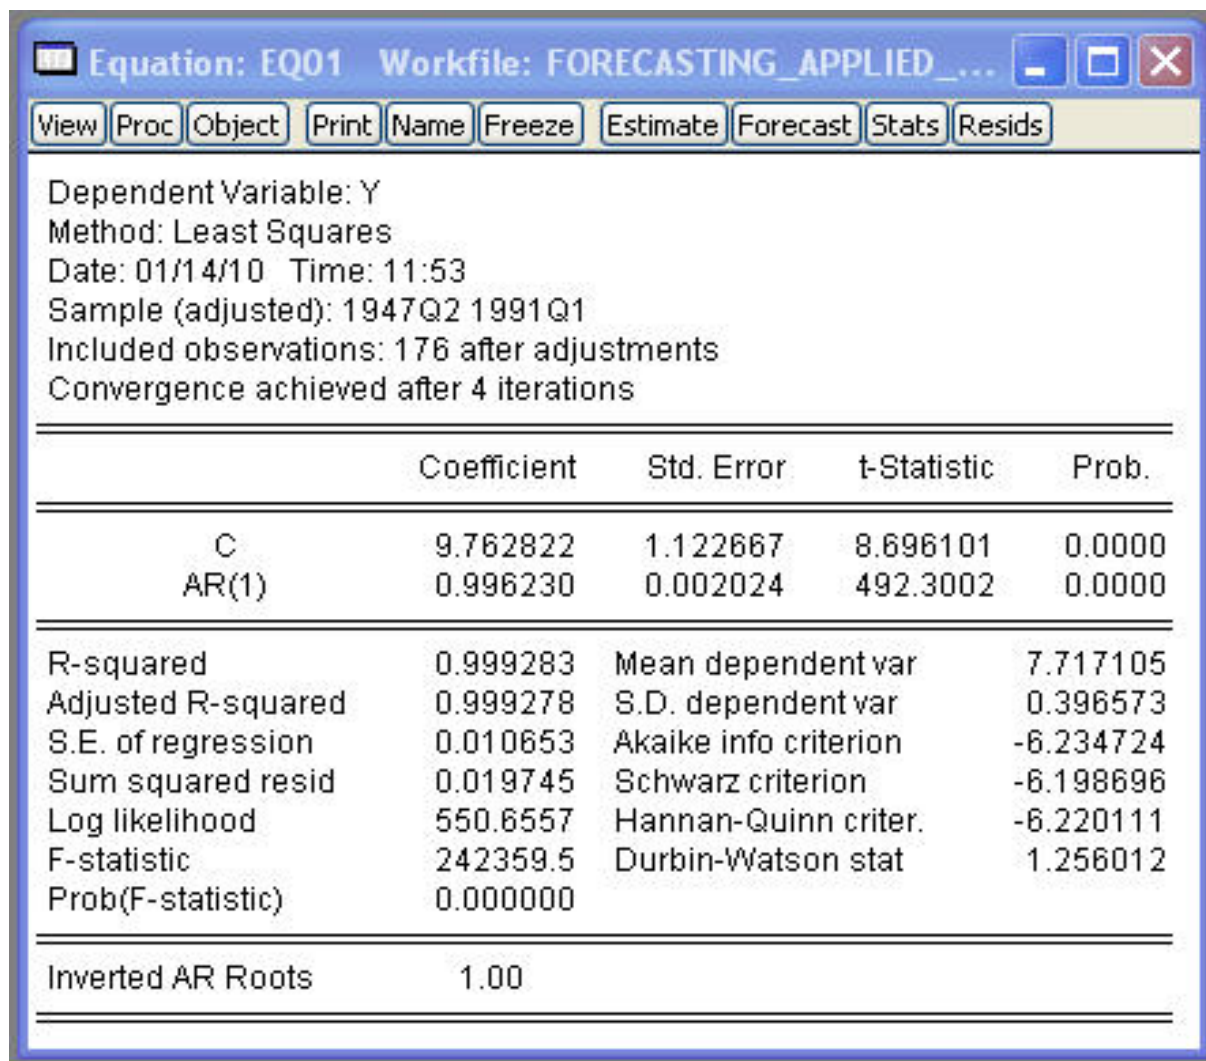 Equation: EQ01 Workfile: FORECASTING_APPLIED_...
View Proc Object Print Name Freeze Estimate Forecast Stats Resids
Dependent Variable: Y
Method: Least Squares
Date: 01/14/10 Time: 11:53
Sample (adjusted): 1947Q2 1991Q1
Included observations: 176 after adjustments
Convergence achieved after 4 iterations
Coefficient Std. Error t-Statistic Prob.
C 9.762822 1.122667 8.696101 0.0000
AR(1) 0.996230 0.002024 492.3002 0.0000
R-squared 0.999283 Mean dependent var 7.717105
Adjusted R-squared 0.999278 S.D. dependent var 0.396573
S.E. of regression 0.010653 Akaike info criterion -6.234724
Sum squared resid 0.019745 Schwarz criterion -6.198696
Log likelihood 550.6557 Hannan-Quinn criter. -6.220111
F-statistic 242359.5 Durbin-Watson stat 1.256012
Prob(F-statistic) 0.000000
Inverted AR Roots 1.00